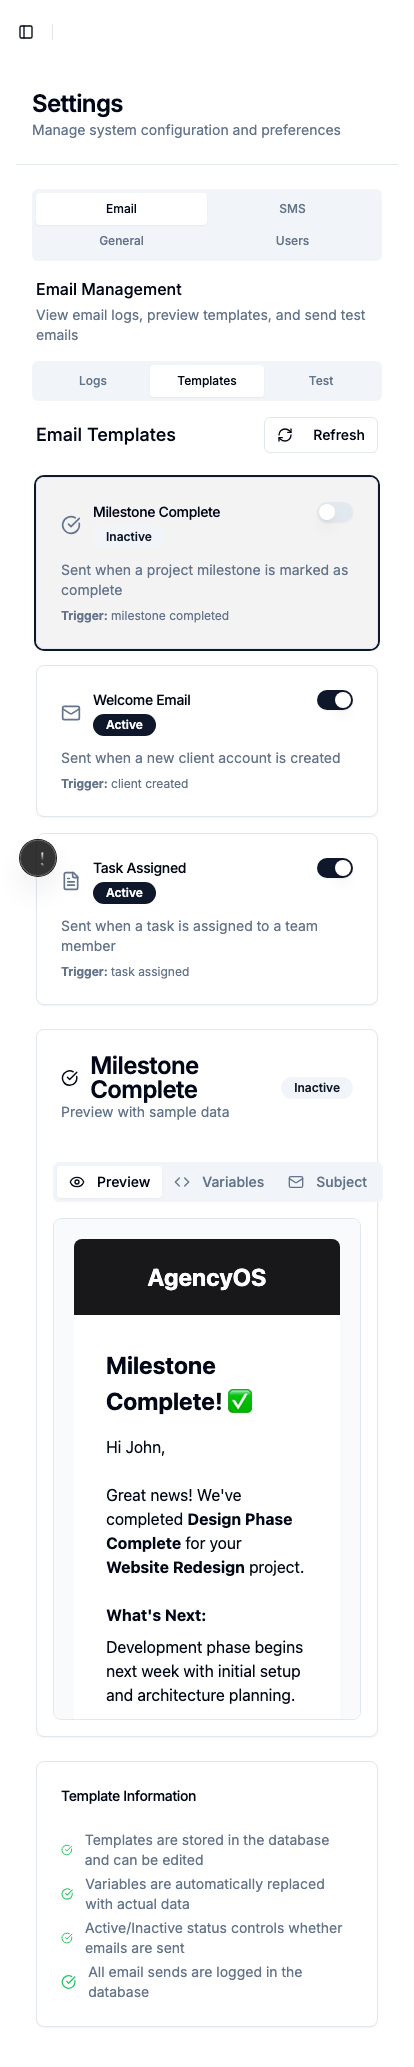 Settings
Manage system configuration and preferences
Email
SMS
General
Users
Email Management
View email logs, preview templates, and send test
emails
Logs
Templates
Test
Email Templates
Refresh
Milestone Complete
Inactive
Sent when a project milestone is marked as
complete
Trigger: milestone completed
Welcome Email
Active
Sent when a new client account is created
Trigger: client created
!
Task Assigned
Active
Sent when a task is assigned to a team
member
Trigger: task assigned
Milestone
Complete
Inactive
Preview with sample data
Preview
Variables
Subject
AgencyOS
Milestone
Complete! ✅
Hi John,
Great news! We've
completed Design Phase
Complete for your
Website Redesign project.
What's Next:
Development phase begins
next week with initial setup
and architecture planning.
Template Information
Templates are stored in the database
and can be edited
Variables are automatically replaced
with actual data
Active/Inactive status controls whether
emails are sent
All email sends are logged in the
database